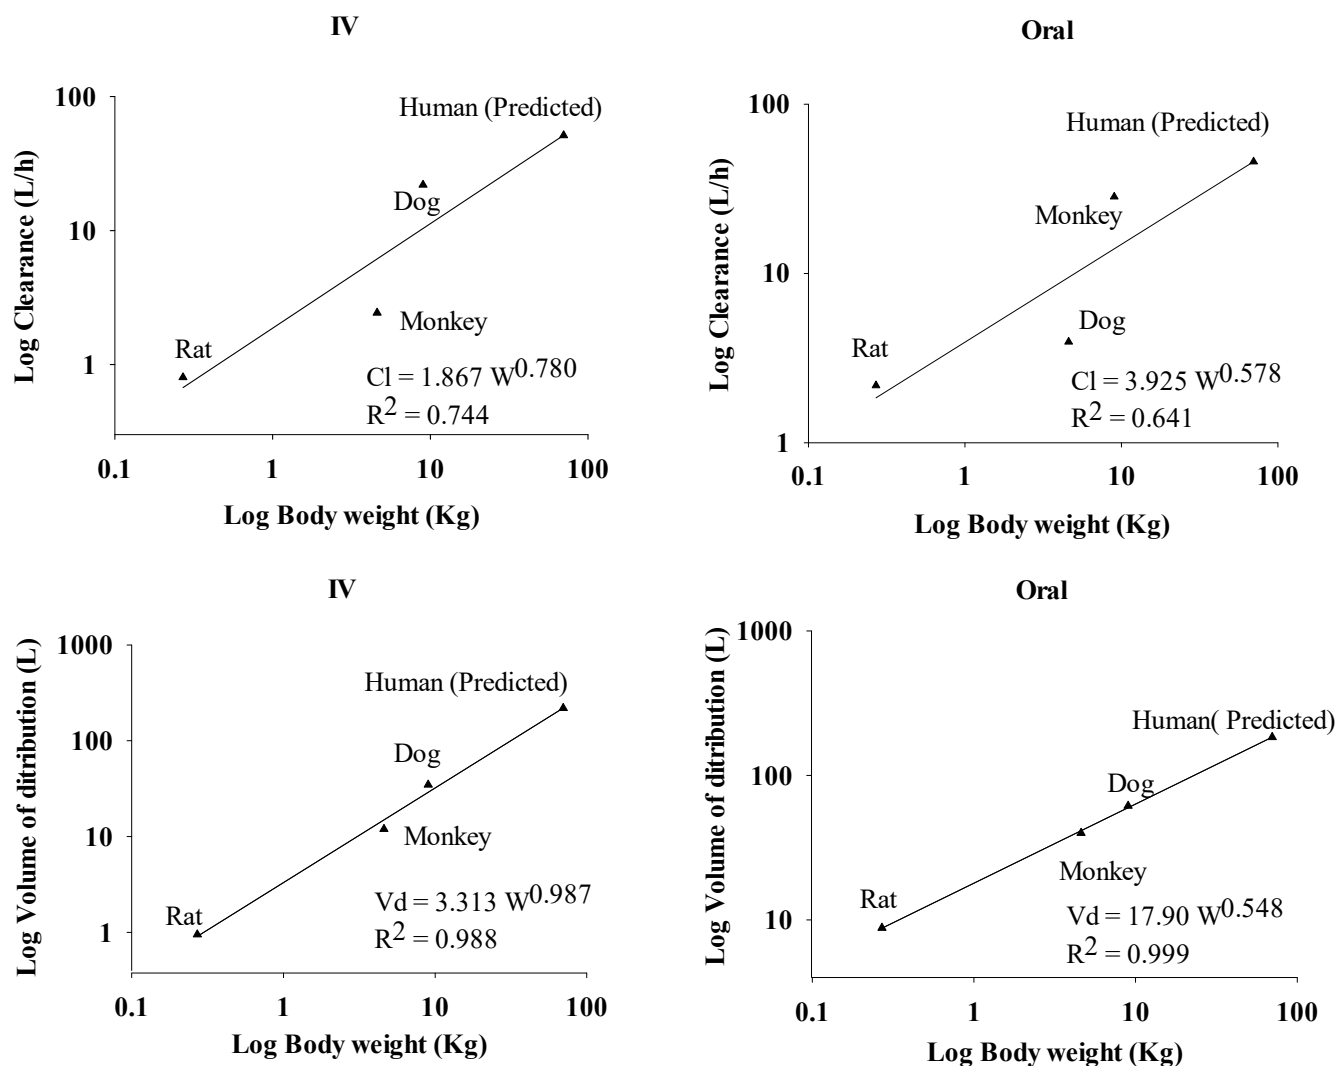 IV
Log Clearance (L/h)
100
10
1
Human (Predicted)
Dog
Monkey
Rat
Cl = 1.867 W0.780
R2 = 0.744
0.1 1 10 100
Log Body weight (Kg)
Oral
Log Clearance (L/h)
100
10
1
Human (Predicted)
Monkey
Dog
Rat
Cl = 3.925 W0.578
R2 = 0.641
0.1 1 10 100
Log Body weight (Kg)
IV
Log Volume of ditribution (L)
1000
100
10
1
Human (Predicted)
Dog
Monkey
Rat
Vd = 3.313 W0.987
R2 = 0.988
0.1 1 10 100
Log Body weight (Kg)
Oral
Log Volume of ditribution (L)
1000
100
10
Human( Predicted)
Dog
Monkey
Rat
Vd = 17.90 W0.548
R2 = 0.999
0.1 1 10 100
Log Body weight (Kg)